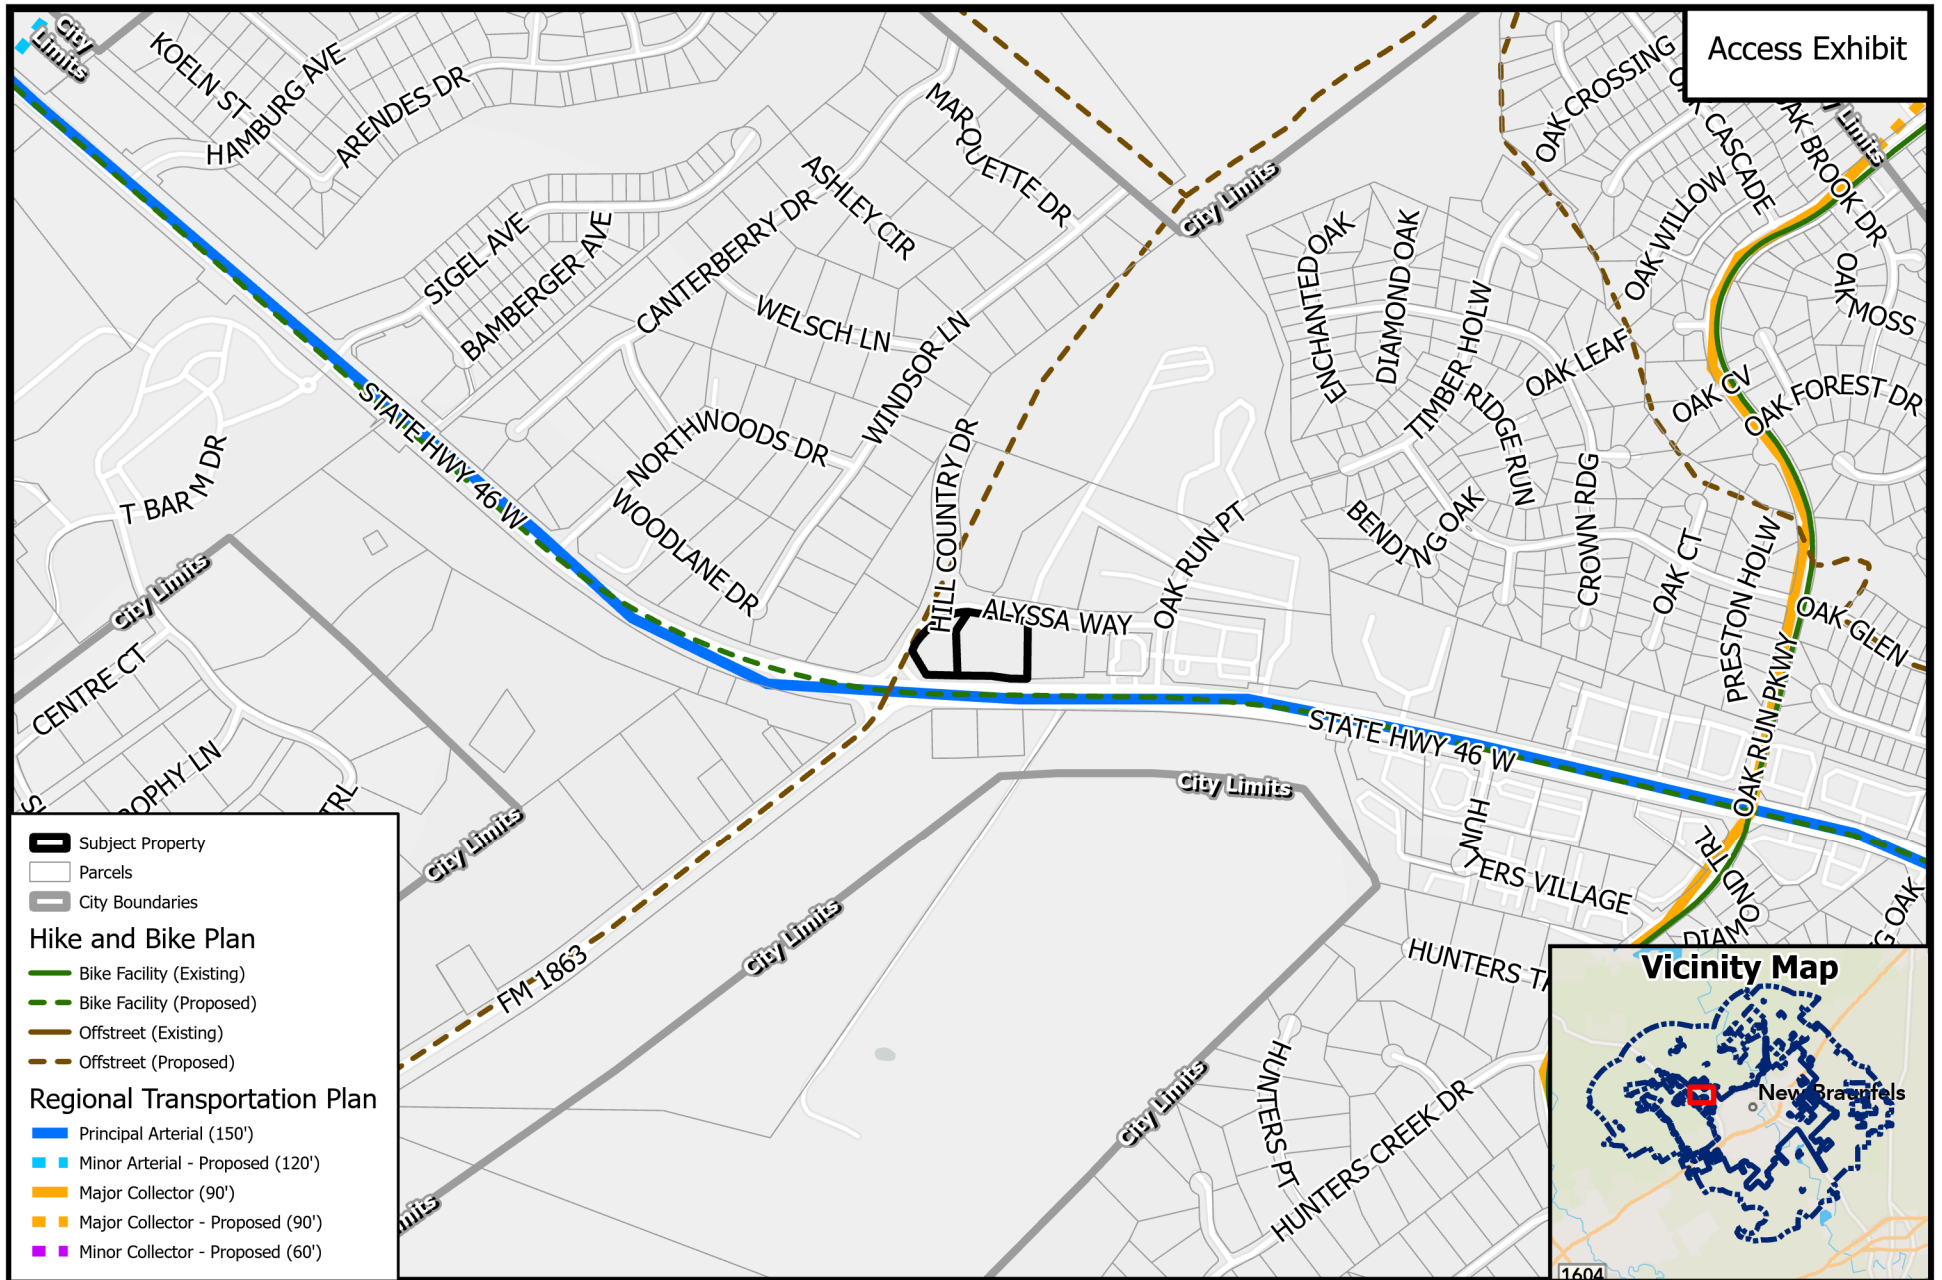 Access Exhibit
City
Limits
KOELN ST
HAMBURG AVE
ARENDES DR
MARQUETTE DR
ASHLEY CIR
CANTERBERRY DR
SIGEL AVE
BAMBERGER AVE
WELSCH LN
WINDSOR LN
City Limits
OAK CROSSING
OAK CASCADE
OAK BROOK DR
Limits
OAK WILLOW
OAK MOSS
ENCHANTED OAK
DIAMOND OAK
TIMBER HOLW
RIDGE RUN
OAK LEAF
OAK CV
OAK FOREST DR
STATE HWY 46 W
NORTHWOODS DR
WOODLANE DR
HILL COUNTRY DR
T BAR M DR
ALYSSA WAY
OAK RUN PT
BENDING OAK
CROWN RDG
OAK CT
PRESTON HOLW
OAK GLEN
OAK RUN PKWY
City Limits
CENTRE CT
ROPHY LN
TRL
City Limits
STATE HWY 46 W
City Limits
HUNTERS VILLAGE
DIAMOND TRL
G OAK
City Limits
FM 1863
HUNTERS T
HUNTERS PT
HUNTERS CREEK DR
City Limits
mits
Subject Property
Parcels
City Boundaries
Hike and Bike Plan
Bike Facility (Existing)
Bike Facility (Proposed)
Offstreet (Existing)
Offstreet (Proposed)
Regional Transportation Plan
Principal Arterial (150')
Minor Arterial - Proposed (120')
Major Collector (90')
Major Collector - Proposed (90')
Minor Collector - Proposed (60')
Vicinity Map
New Braunfels
1604